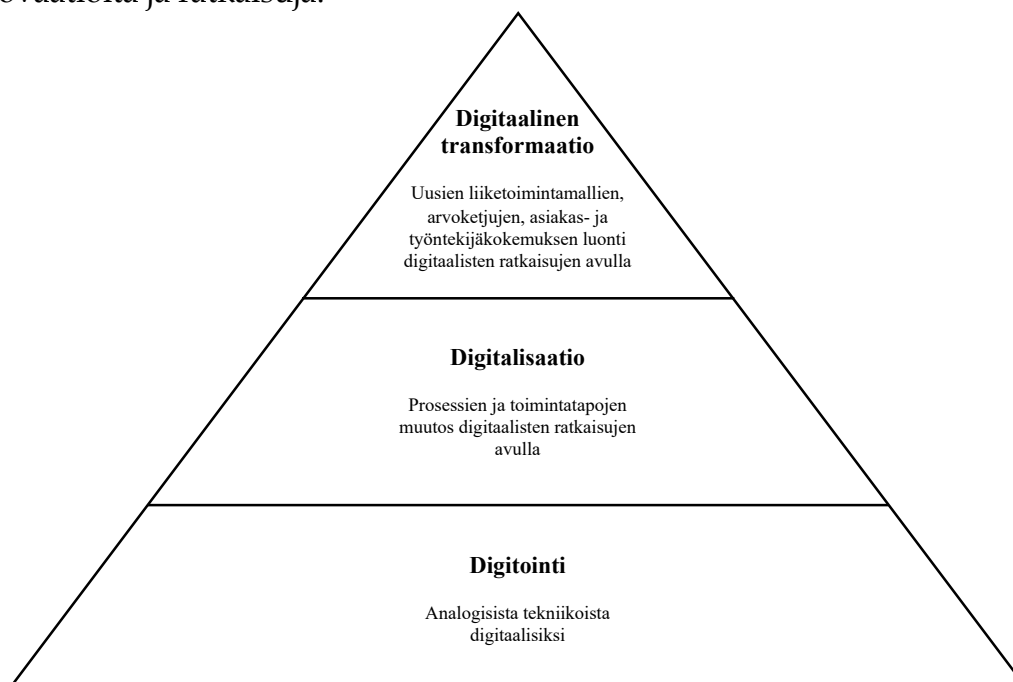 ja ratkaisuja.
Digitaalinen
transformaatio
Uusien liiketoimintamallien,
arvoketjujen, asiakas- ja
työntekijäkokemuksen luonti
digitaalisten ratkaisujen avulla
Digitalisaatio
Prosessien ja toimintatapojen
muutos digitaalisten ratkaisujen
avulla
Digitointi
Analogisista tekniikoista
digitaalisiksi